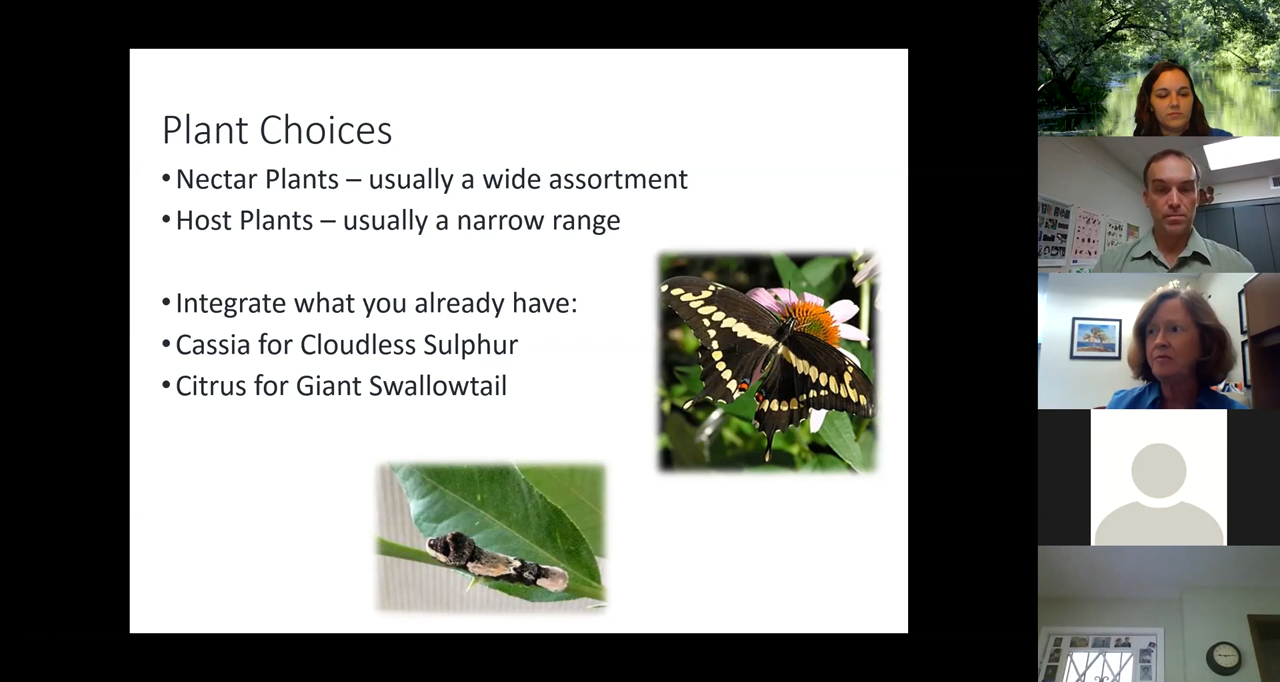 Plant Choices
• Nectar Plants – usually a wide assortment
• Host Plants – usually a narrow range
• Integrate what you already have:
• Cassia for Cloudless Sulphur
• Citrus for Giant Swallowtail